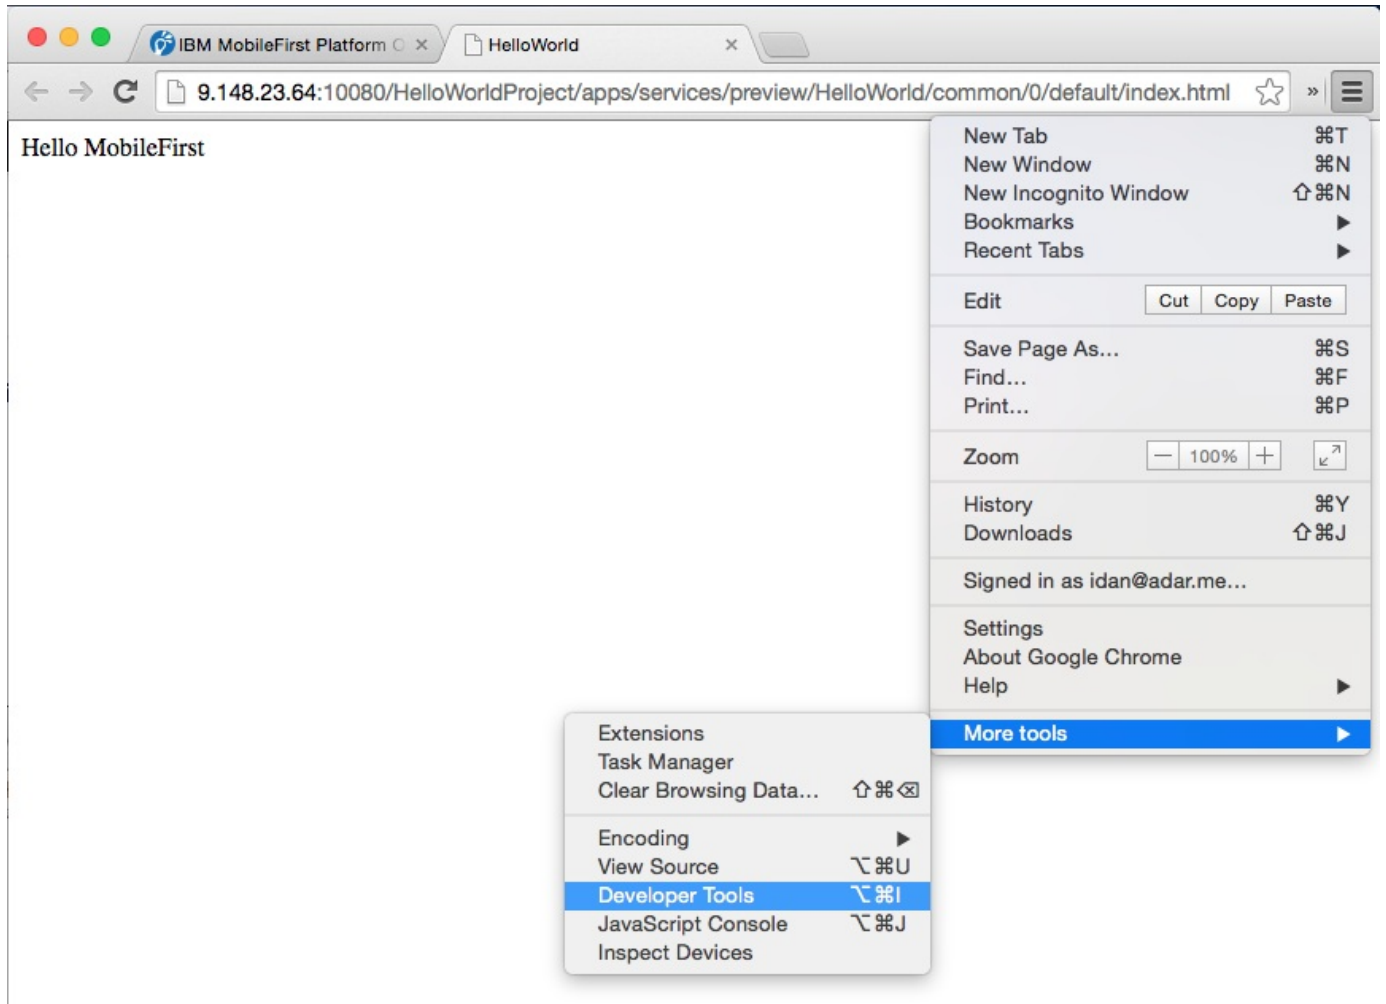 IBM MobileFirst Platform O
HelloWorld
9.148.23.64:10080/HelloWorldProject/apps/services/preview/HelloWorld/common/0/default/index.html
Hello MobileFirst
New Tab ⌘T
New Window ⌘N
New Incognito Window ⇧⌘N
Bookmarks ▶
Recent Tabs ▶
Edit Cut Copy Paste
Save Page As... ⌘S
Find... ⌘F
Print... ⌘P
Zoom — 100% +
History ⌘Y
Downloads ⇧⌘J
Signed in as idan@adar.me...
Settings
About Google Chrome
Help ▶
More tools ▶
Extensions
Task Manager
Clear Browsing Data... ⇧⌘⌫
Encoding ▶
View Source ⌥⌘U
Developer Tools ⌥⌘I
JavaScript Console ⌥⌘J
Inspect Devices